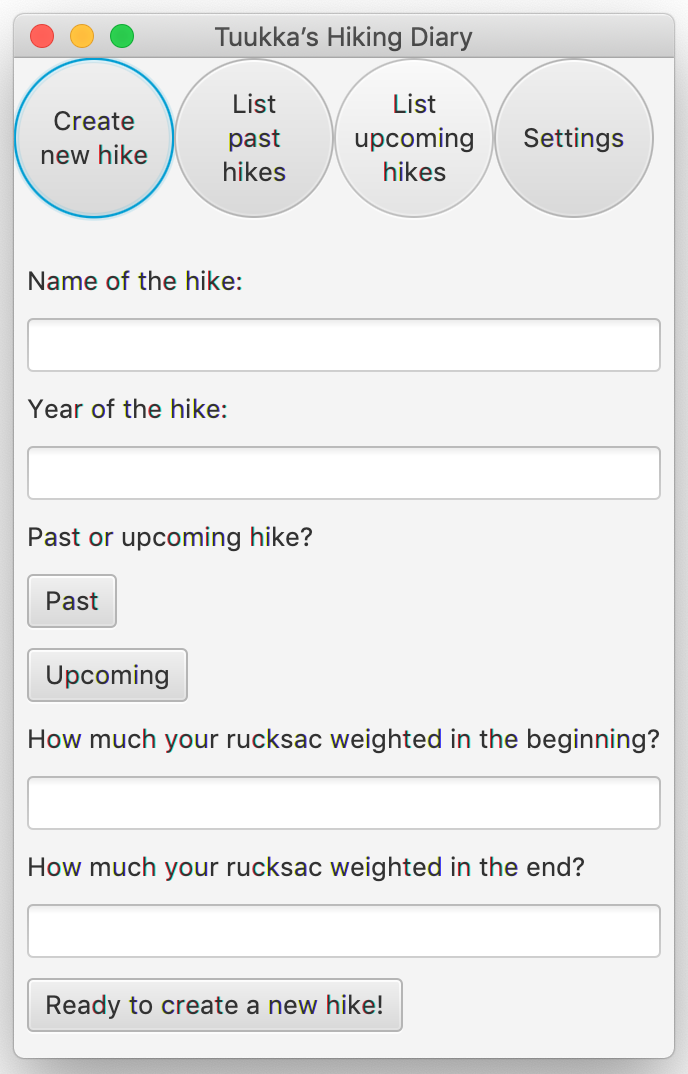 Tuukka’s Hiking Diary
Create
new hike
List
past
hikes
List
upcoming
hikes
Settings
Name of the hike:
Year of the hike:
Past or upcoming hike?
Past
Upcoming
How much your rucksac weighted in the beginning?
How much your rucksac weighted in the end?
Ready to create a new hike!